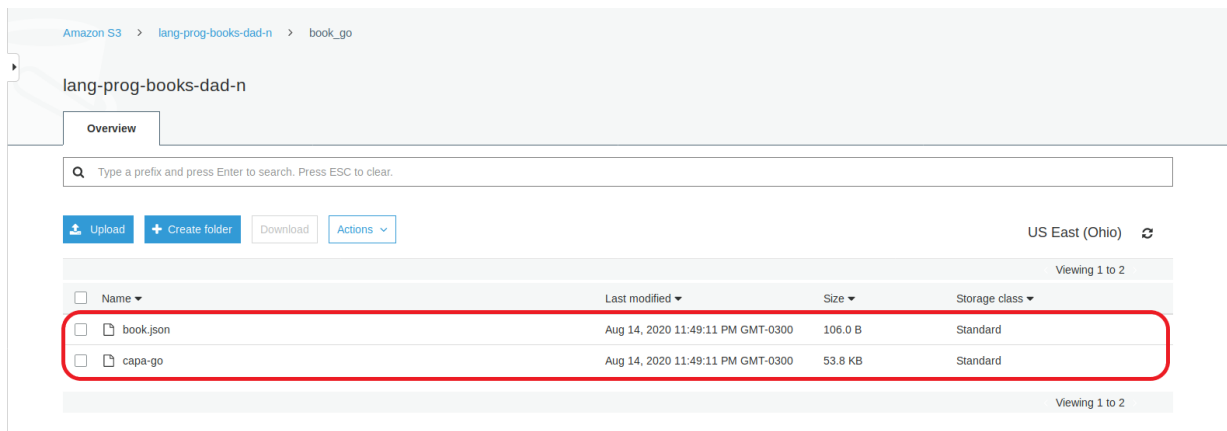 Amazon S3 > lang-prog-books-dad-n > book_go
lang-prog-books-dad-n
Overview
Type a prefix and press Enter to search. Press ESC to clear.
Upload Create folder Download Actions US East (Ohio)
Viewing 1 to 2
Name Last modified Size Storage class
book.json Aug 14, 2020 11:49:11 PM GMT-0300 106.0 B Standard
capa-go Aug 14, 2020 11:49:11 PM GMT-0300 53.8 KB Standard
Viewing 1 to 2